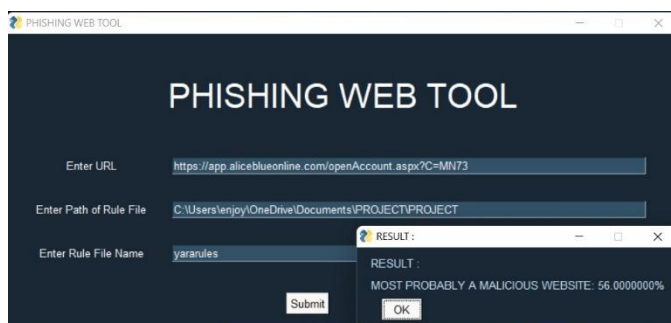 PHISHING WEB TOOL
PHISHING WEB TOOL
Enter URL
https://app.aliceblueonline.com/openAccount.aspx?C=MN73
Enter Path of Rule File
C:\Users\enjoy\OneDrive\Documents\PROJECT\PROJECT
Enter Rule File Name
yararules
Submit
RESULT :
RESULT :
MOST PROBABLY A MALICIOUS WEBSITE: 56.0000000%
OK